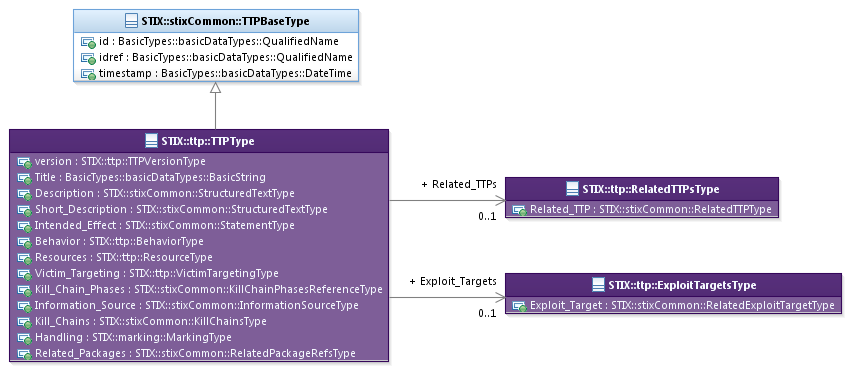 STIX::stixCommon::TTPBaseType
id : BasicTypes::basicDataTypes::QualifiedName
idref : BasicTypes::basicDataTypes::QualifiedName
timestamp : BasicTypes::basicDataTypes::DateTime
STIX::ttp::TTPType
version : STIX::ttp::TTPVersionType
Title : BasicTypes::basicDataTypes::BasicString
Description : STIX::stixCommon::StructuredTextType
Short_Description : STIX::stixCommon::StructuredTextType
Intended_Effect : STIX::stixCommon::StatementType
Behavior : STIX::ttp::BehaviorType
Resources : STIX::ttp::ResourceType
Victim_Targeting : STIX::ttp::VictimTargetingType
Kill_Chain_Phases : STIX::stixCommon::KillChainPhasesReferenceType
Information_Source : STIX::stixCommon::InformationSourceType
Kill_Chains : STIX::stixCommon::KillChainsType
Handling : STIX::marking::MarkingType
Related_Packages : STIX::stixCommon::RelatedPackageRefsType
+ Related_TTPs
0..1
STIX::ttp::RelatedTTPsType
Related_TTP : STIX::stixCommon::RelatedTTPType
+ Exploit_Targets
0..1
STIX::ttp::ExploitTargetsType
Exploit_Target : STIX::stixCommon::RelatedExploitTargetType